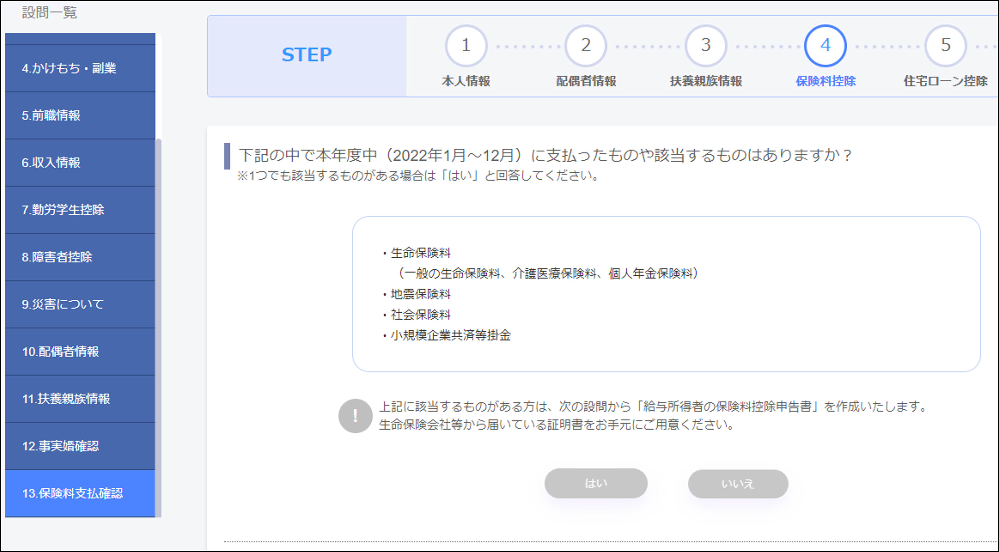 設問一覧
4.かけもち・副業
5.前職情報
6.収入情報
7.勤労学生控除
8.障害者控除
9.災害について
10.配偶者情報
11.扶養親族情報
12.事実婚確認
13.保険料支払確認
STEP
1
本人情報
2
配偶者情報
3
扶養親族情報
4
保険料控除
5
住宅ローン控除
下記の中で本年度中（2022年1月～12月）に支払ったものや該当するものはありますか？
※1つでも該当するものがある場合は「はい」と回答してください。
・生命保険料
（一般の生命保険料、介護医療保険料、個人年金保険料）
・地震保険料
・社会保険料
・小規模企業共済等掛金
!
上記に該当するものがある方は、次の設問から「給与所得者の保険料控除申告書」を作成いたします。
生命保険会社等から届いている証明書をお手元にご用意ください。
はい
いいえ